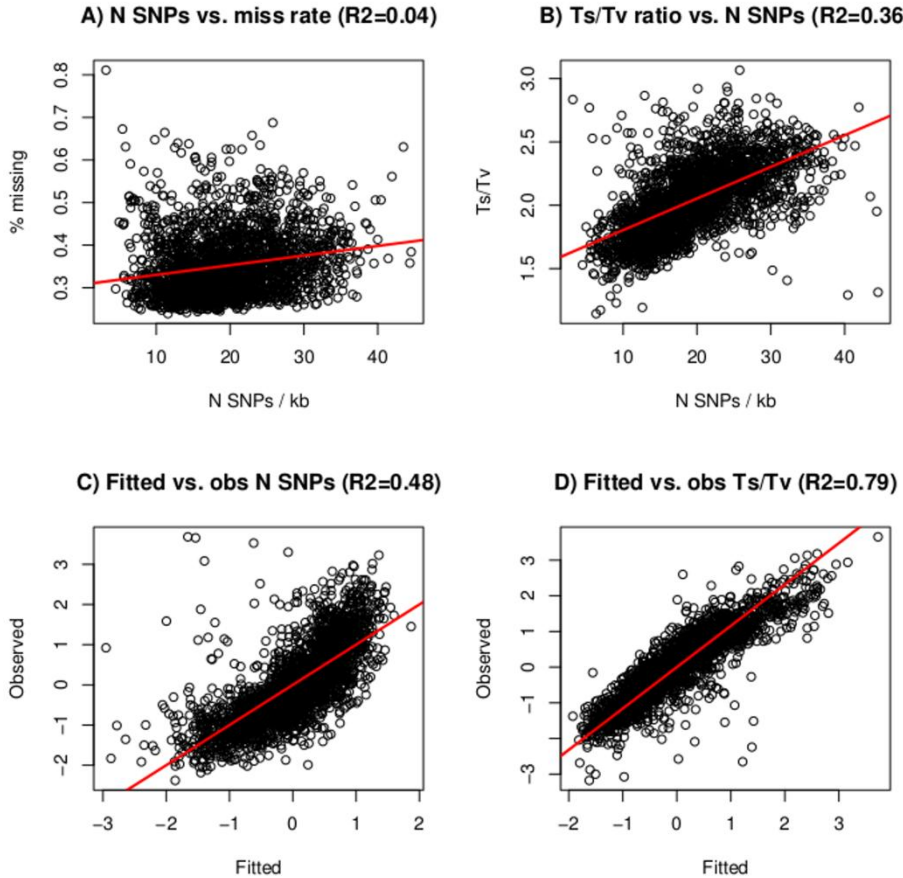 A) N SNPs vs. miss rate (R2=0.04)
B) Ts/Tv ratio vs. N SNPs (R2=0.36
% missing
0.3 0.4 0.5 0.6 0.7 0.8
10 20 30 40
N SNPs / kb
Ts/Tv
1.5 2.0 2.5 3.0
10 20 30 40
N SNPs / kb
C) Fitted vs. obs N SNPs (R2=0.48)
D) Fitted vs. obs Ts/Tv (R2=0.79)
Observed
−2 −1 0 1 2 3
−3 −2 −1 0 1 2
Fitted
Observed
−3 −1 0 1 2 3
−2 −1 0 1 2 3
Fitted